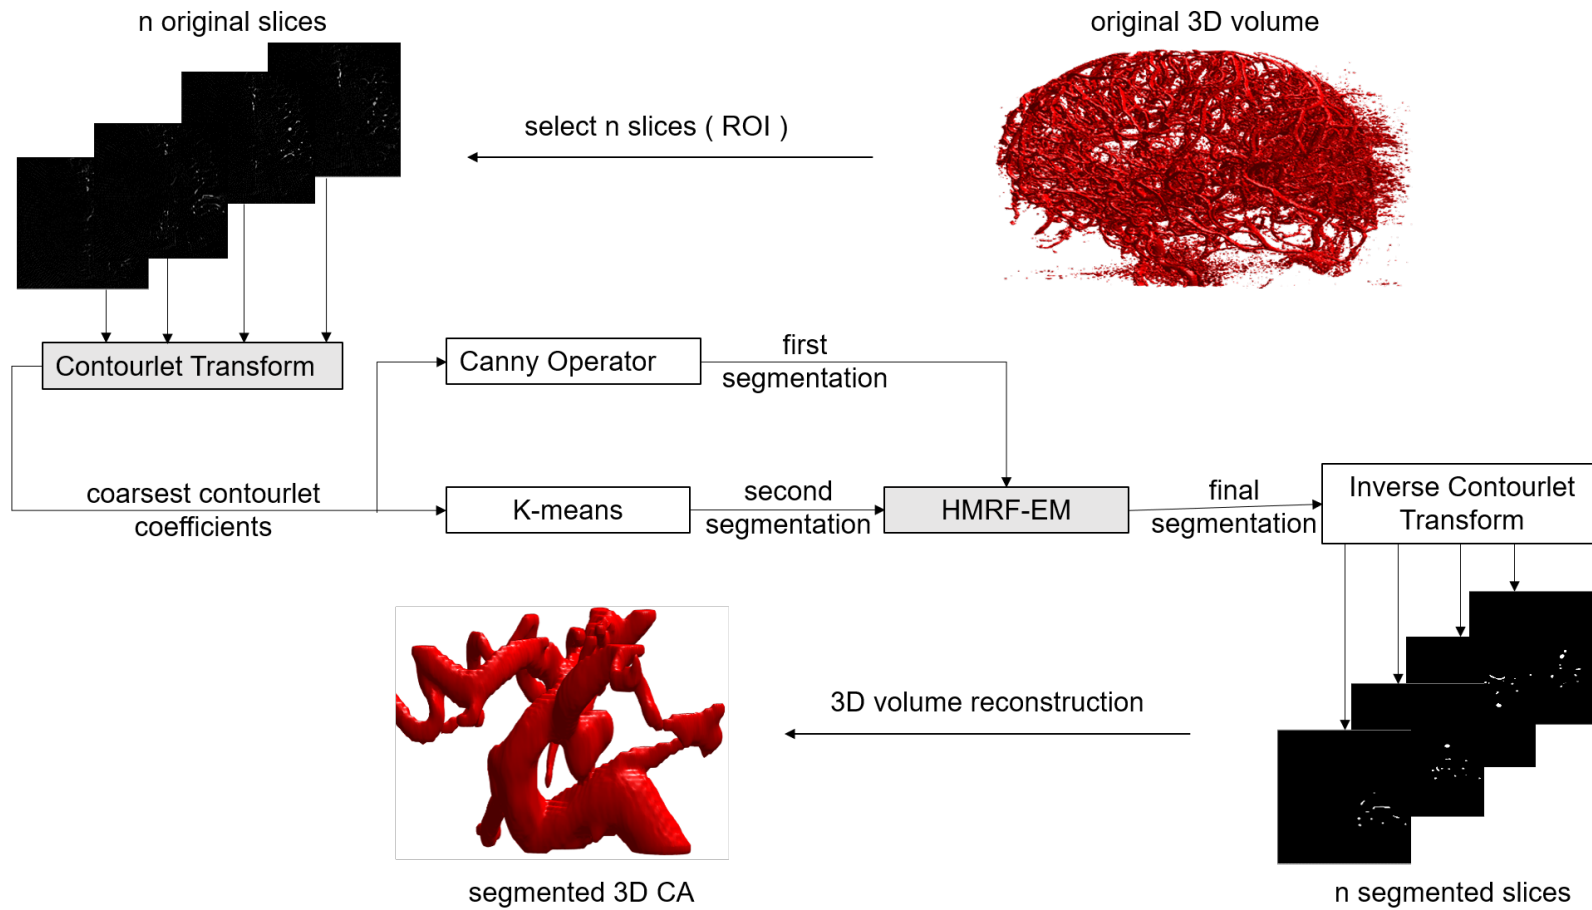 n original slices
original 3D volume
select n slices ( ROI )
Contourlet Transform
Canny Operator
first
segmentation
coarsest contourlet
coefficients
K-means
second
segmentation
HMRF-EM
final
segmentation
Inverse Contourlet
Transform
3D volume reconstruction
segmented 3D CA
n segmented slices